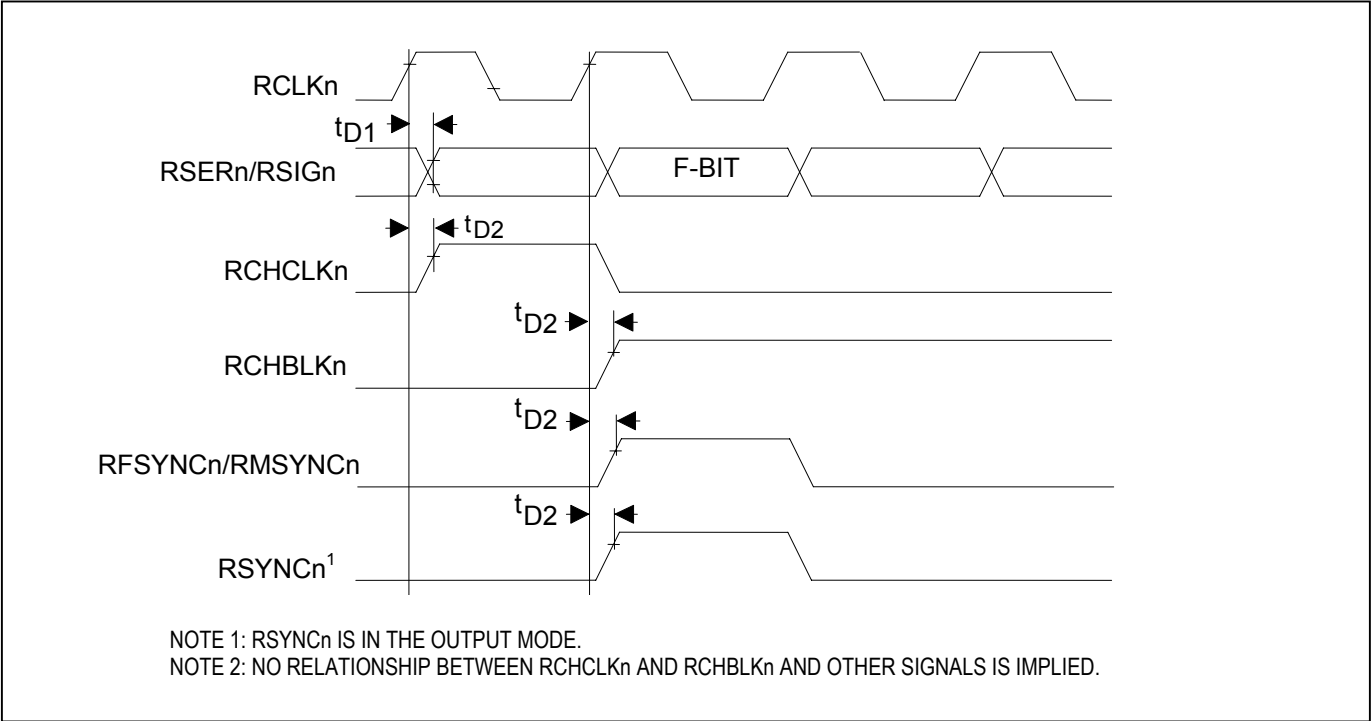 RCLKn
tD1
RSERn/RSIGn
F-BIT
tD2
RCHCLKn
tD2
RCHBLKn
tD2
RFSYNCn/RMSYNCn
tD2
RSYNCn1
NOTE 1: RSYNCn IS IN THE OUTPUT MODE.
NOTE 2: NO RELATIONSHIP BETWEEN RCHCLKn AND RCHBLKn AND OTHER SIGNALS IS IMPLIED.